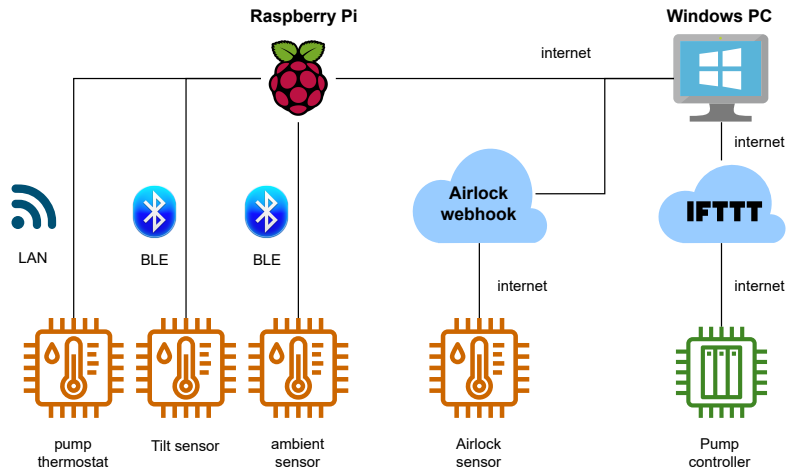 Raspberry Pi
Windows PC
internet
internet
Airlock
webhook
IFTTT
LAN
BLE
BLE
internet
internet
pump
thermostat
Tilt sensor
ambient
sensor
Airlock
sensor
Pump
controller